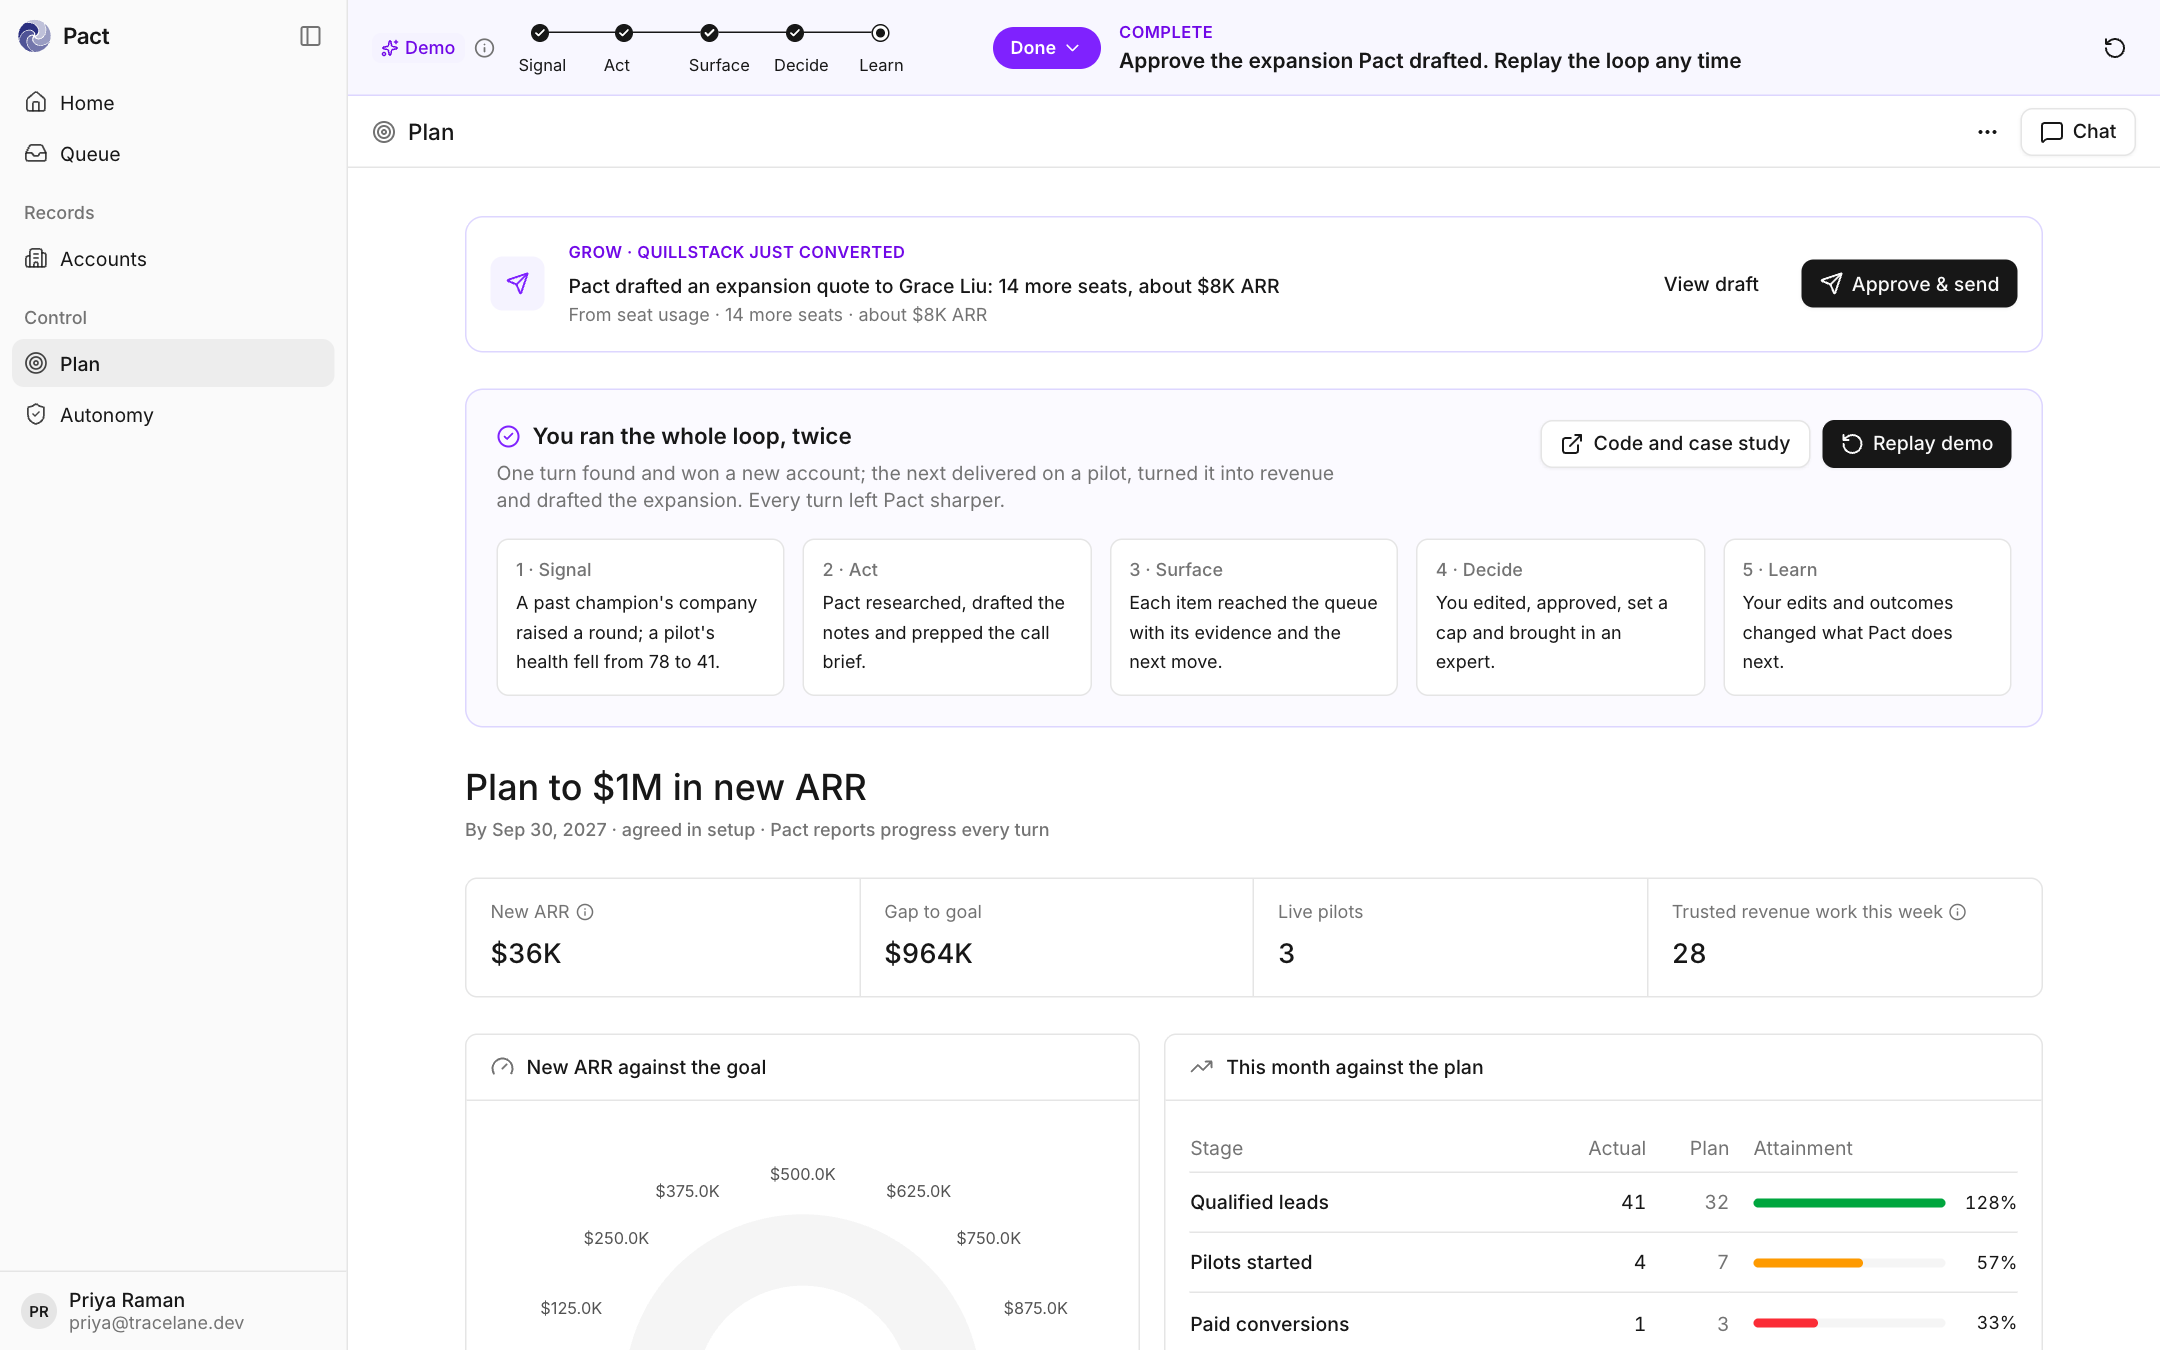 Pact
Home
Queue
Records
Accounts
Control
Plan
Autonomy
PR
Priya Raman
priya@tracelane.dev
Demo
Signal
Act
Surface
Decide
Learn
Done
COMPLETE
Approve the expansion Pact drafted. Replay the loop any time
Plan
Chat
GROW · QUILLSTACK JUST CONVERTED
Pact drafted an expansion quote to Grace Liu: 14 more seats, about $8K ARR
From seat usage · 14 more seats · about $8K ARR
View draft
Approve & send
You ran the whole loop, twice
One turn found and won a new account; the next delivered on a pilot, turned it into revenue
and drafted the expansion. Every turn left Pact sharper.
Code and case study
Replay demo
1 · Signal
A past champion's company
raised a round; a pilot's
health fell from 78 to 41.
2 · Act
Pact researched, drafted the
notes and prepped the call
brief.
3 · Surface
Each item reached the queue
with its evidence and the
next move.
4 · Decide
You edited, approved, set a
cap and brought in an
expert.
5 · Learn
Your edits and outcomes
changed what Pact does
next.
Plan to $1M in new ARR
By Sep 30, 2027 · agreed in setup · Pact reports progress every turn
New ARR
$36K
Gap to goal
$964K
Live pilots
3
Trusted revenue work this week
28
New ARR against the goal
$125.0K
$250.0K
$375.0K
$500.0K
$625.0K
$750.0K
$875.0K
This month against the plan
Stage Actual Plan Attainment
Qualified leads 41 32 128%
Pilots started 4 7 57%
Paid conversions 1 3 33%